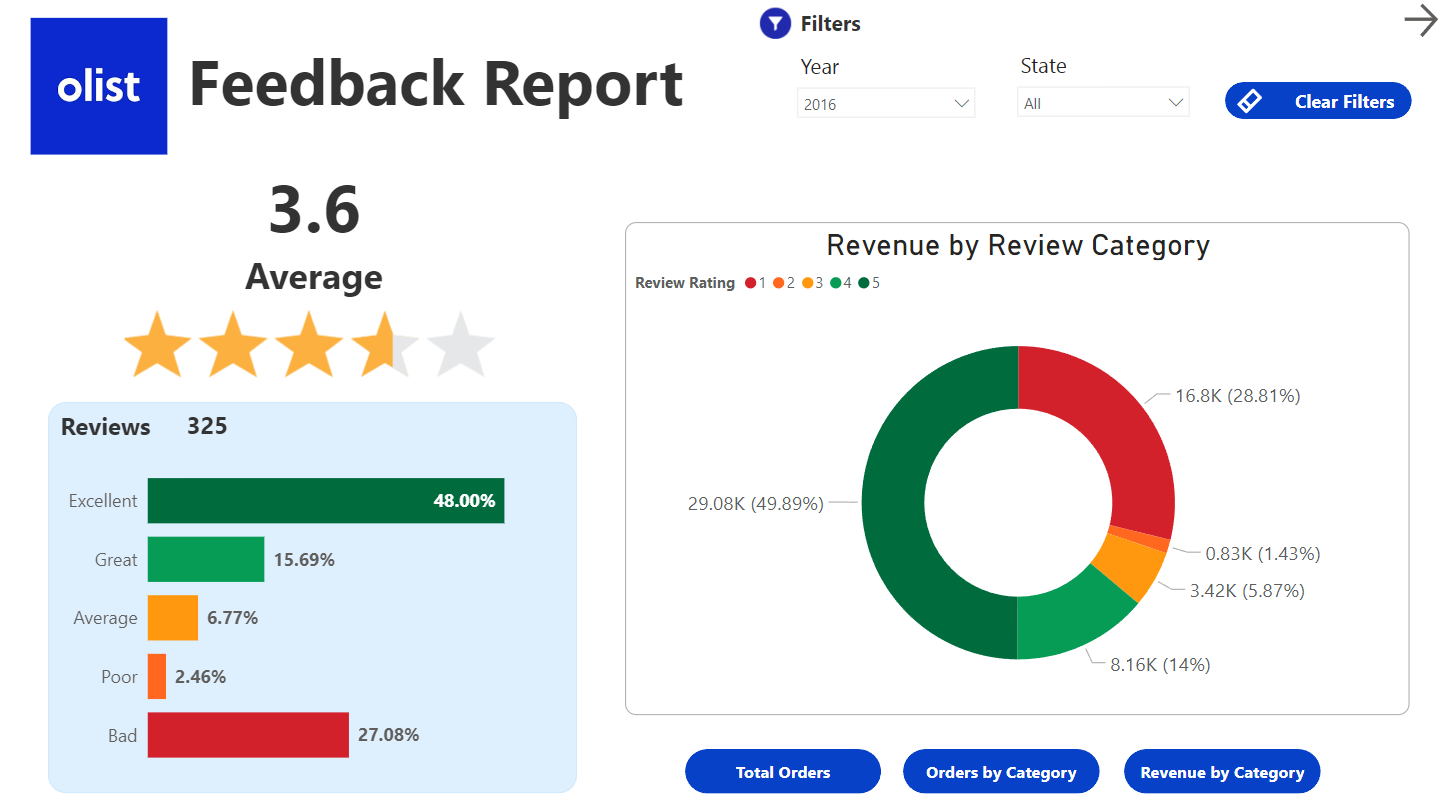 olist
Feedback Report
Filters
Year
State
2016
All
Clear Filters
3.6
Average
Reviews 325
Excellent 48.00%
Great 15.69%
Average 6.77%
Poor 2.46%
Bad 27.08%
Revenue by Review Category
Review Rating 1 2 3 4 5
16.8K (28.81%)
29.08K (49.89%)
0.83K (1.43%)
3.42K (5.87%)
8.16K (14%)
Total Orders
Orders by Category
Revenue by Category